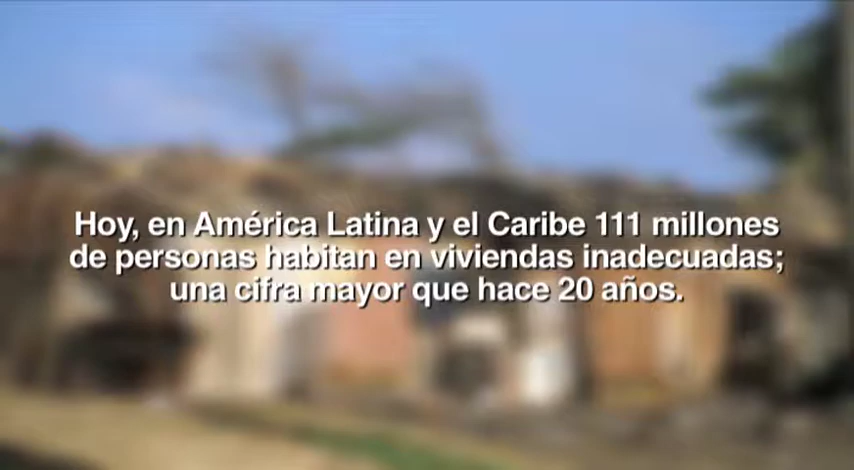 Hoy, en América Latina y el Caribe 111 millones
de personas habitan en viviendas inadecuadas;
una cifra mayor que hace 20 años.